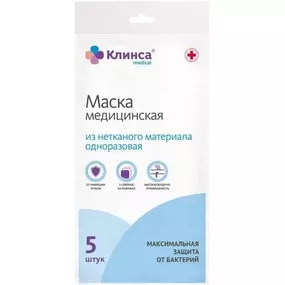 Клинса
medical
Маска
медицинская
из нетканого материала
одноразовая
5
штук
МАКСИМАЛЬНАЯ
ЗАЩИТА
ОТ БАКТЕРИЙ